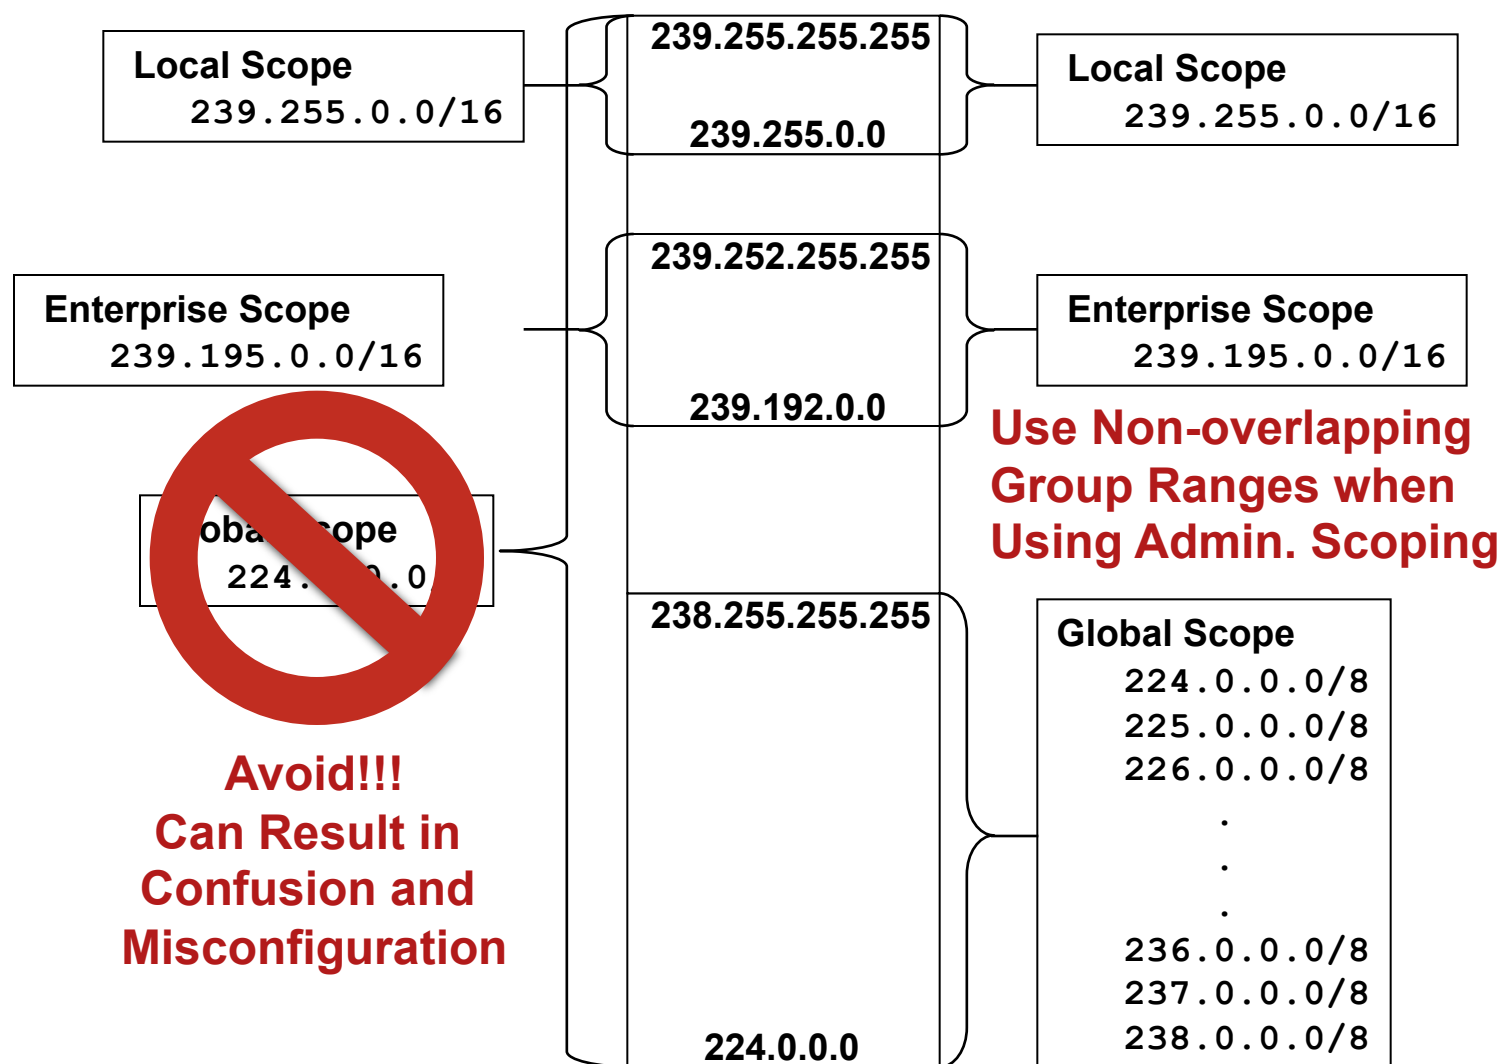 239.255.255.255
Local Scope
239.255.0.0/16
239.255.0.0
Local Scope
239.255.0.0/16
239.252.255.255
Enterprise Scope
239.195.0.0/16
239.192.0.0
Enterprise Scope
239.195.0.0/16
Use Non-overlapping
Group Ranges when
Using Admin. Scoping
238.255.255.255
224.0.0.0
Global Scope
224.0.0.0/8
225.0.0.0/8
226.0.0.0/8
.
.
.
236.0.0.0/8
237.0.0.0/8
238.0.0.0/8
Avoid!!!
Can Result in
Confusion and
Misconfiguration